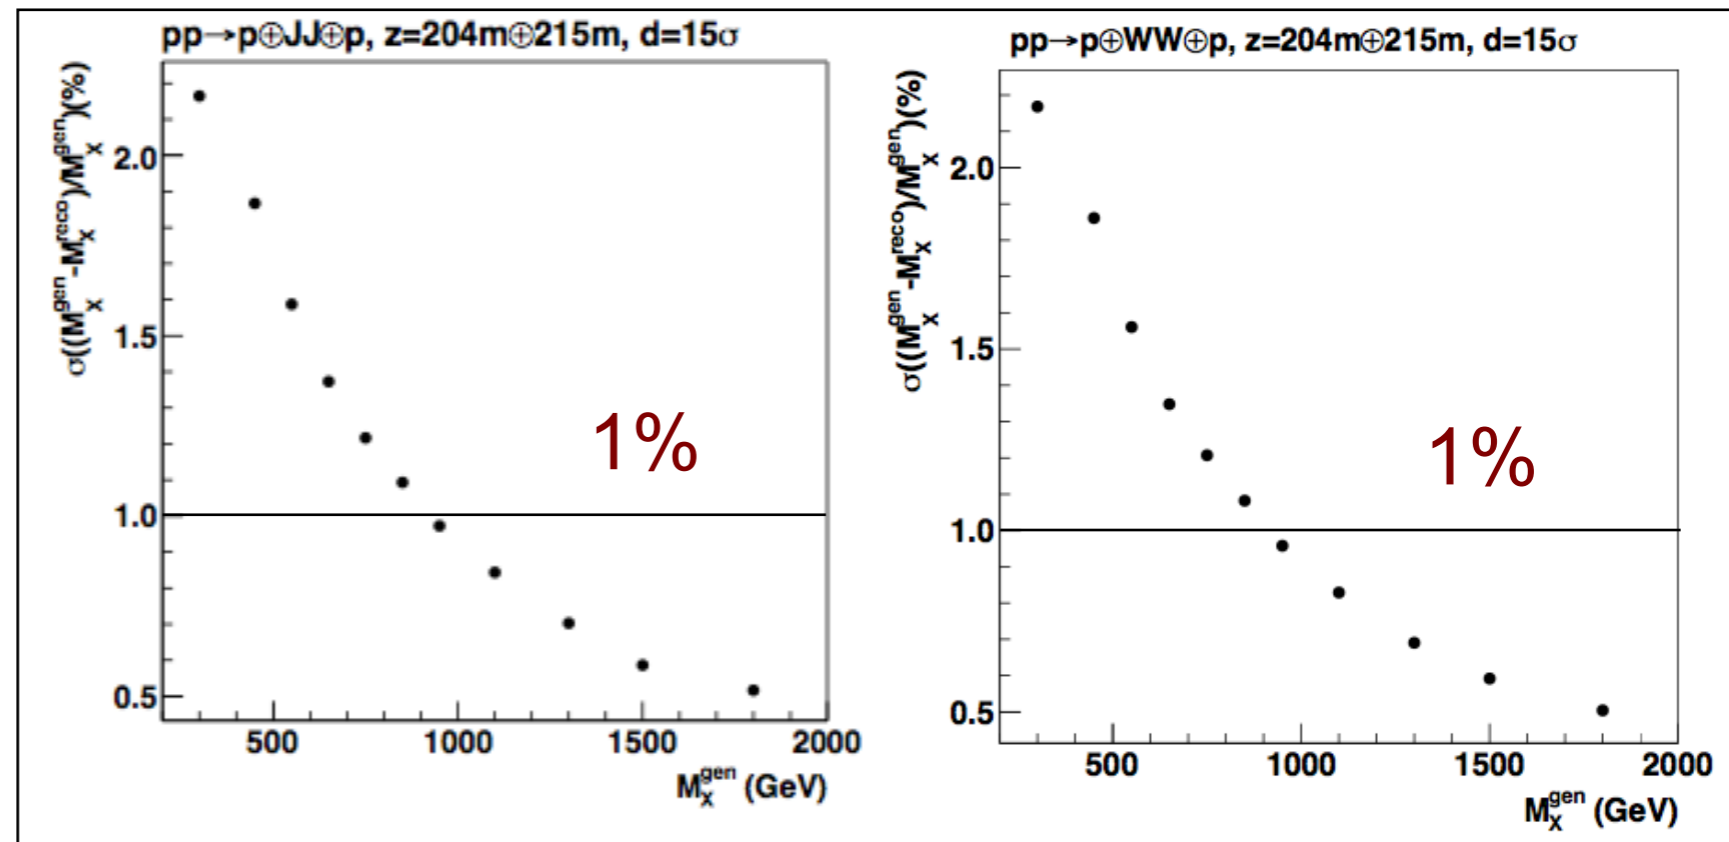 pp→p⊕JJ⊕p, z=204m⊕215m, d=15σ
σ((M_X^gen-M_X^reco)/M_X^gen)(%)
2.0
1.5
1.0
0.5
1%
500 1000 1500 2000
M_X^gen (GeV)
pp→p⊕WW⊕p, z=204m⊕215m, d=15σ
σ((M_X^gen-M_X^reco)/M_X^gen)(%)
2.0
1.5
1.0
0.5
1%
500 1000 1500 2000
M_X^gen (GeV)